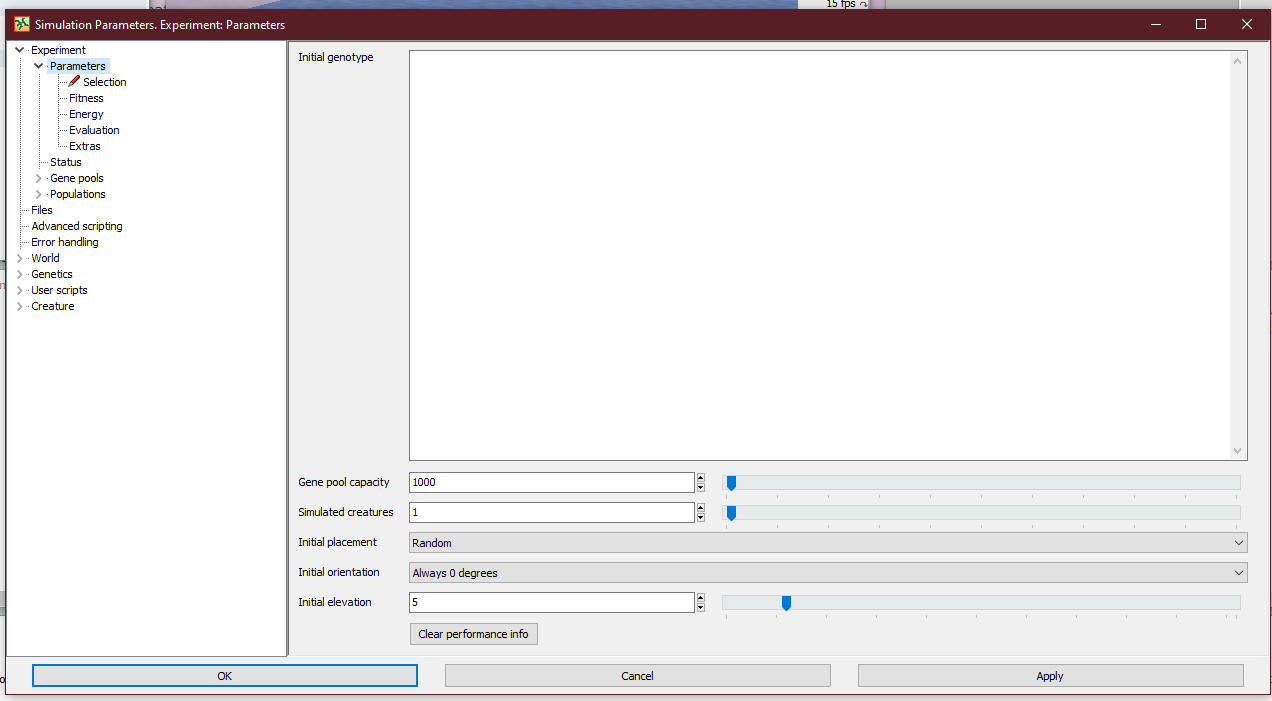 15 fps
Simulation Parameters. Experiment: Parameters
Experiment
Parameters
Selection
Fitness
Energy
Evaluation
Extras
Status
Gene pools
Populations
Files
Advanced scripting
Error handling
World
Genetics
User scripts
Creature
Initial genotype
Gene pool capacity 1000
Simulated creatures 1
Initial placement Random
Initial orientation Always 0 degrees
Initial elevation 5
Clear performance info
OK Cancel Apply